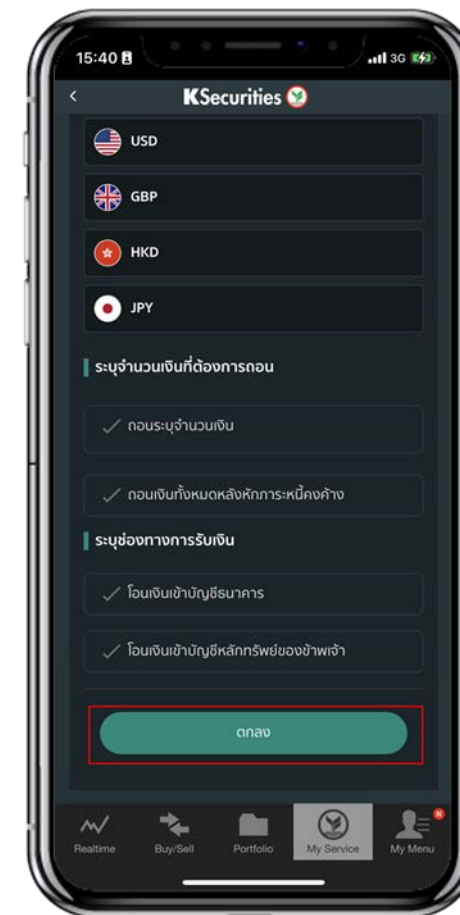 15:40
3G
KSecurities
USD
GBP
HKD
JPY
ระบุจำนวนเงินที่ต้องการถอน
ถอนระบุจำนวนเงิน
ถอนเงินทั้งหมดหลังหักภาระหนี้คงค้าง
ระบุช่องทางการรับเงิน
โอนเงินเข้าบัญชีธนาคาร
โอนเงินเข้าบัญชีหลักทรัพย์ของข้าพเจ้า
ตกลง
Realtime
Buy/Sell
Portfolio
My Service
My Menu
N